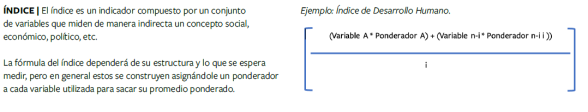 ÍNDICE | El índice es un indicador compuesto por un conjunto
de variables que miden de manera indirecta un concepto social,
económico, político, etc.
La fórmula del índice dependerá de su estructura y lo que se espera
medir, pero en general estos se construyen asignándole un ponderador
a cada variable utilizada para sacar su promedio ponderado.
Ejemplo: Índice de Desarrollo Humano.
(Variable A * Ponderador A) + (Variable n-i * Ponderador n-i i ))
i